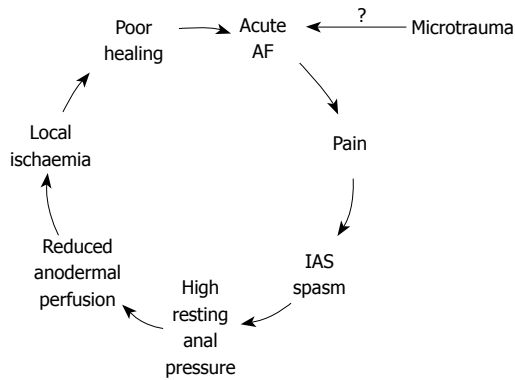 Poor
healing
Acute
AF
?
Microtrauma
Pain
IAS
spasm
High
resting
anal
pressure
Reduced
anodermal
perfusion
Local
ischaemia